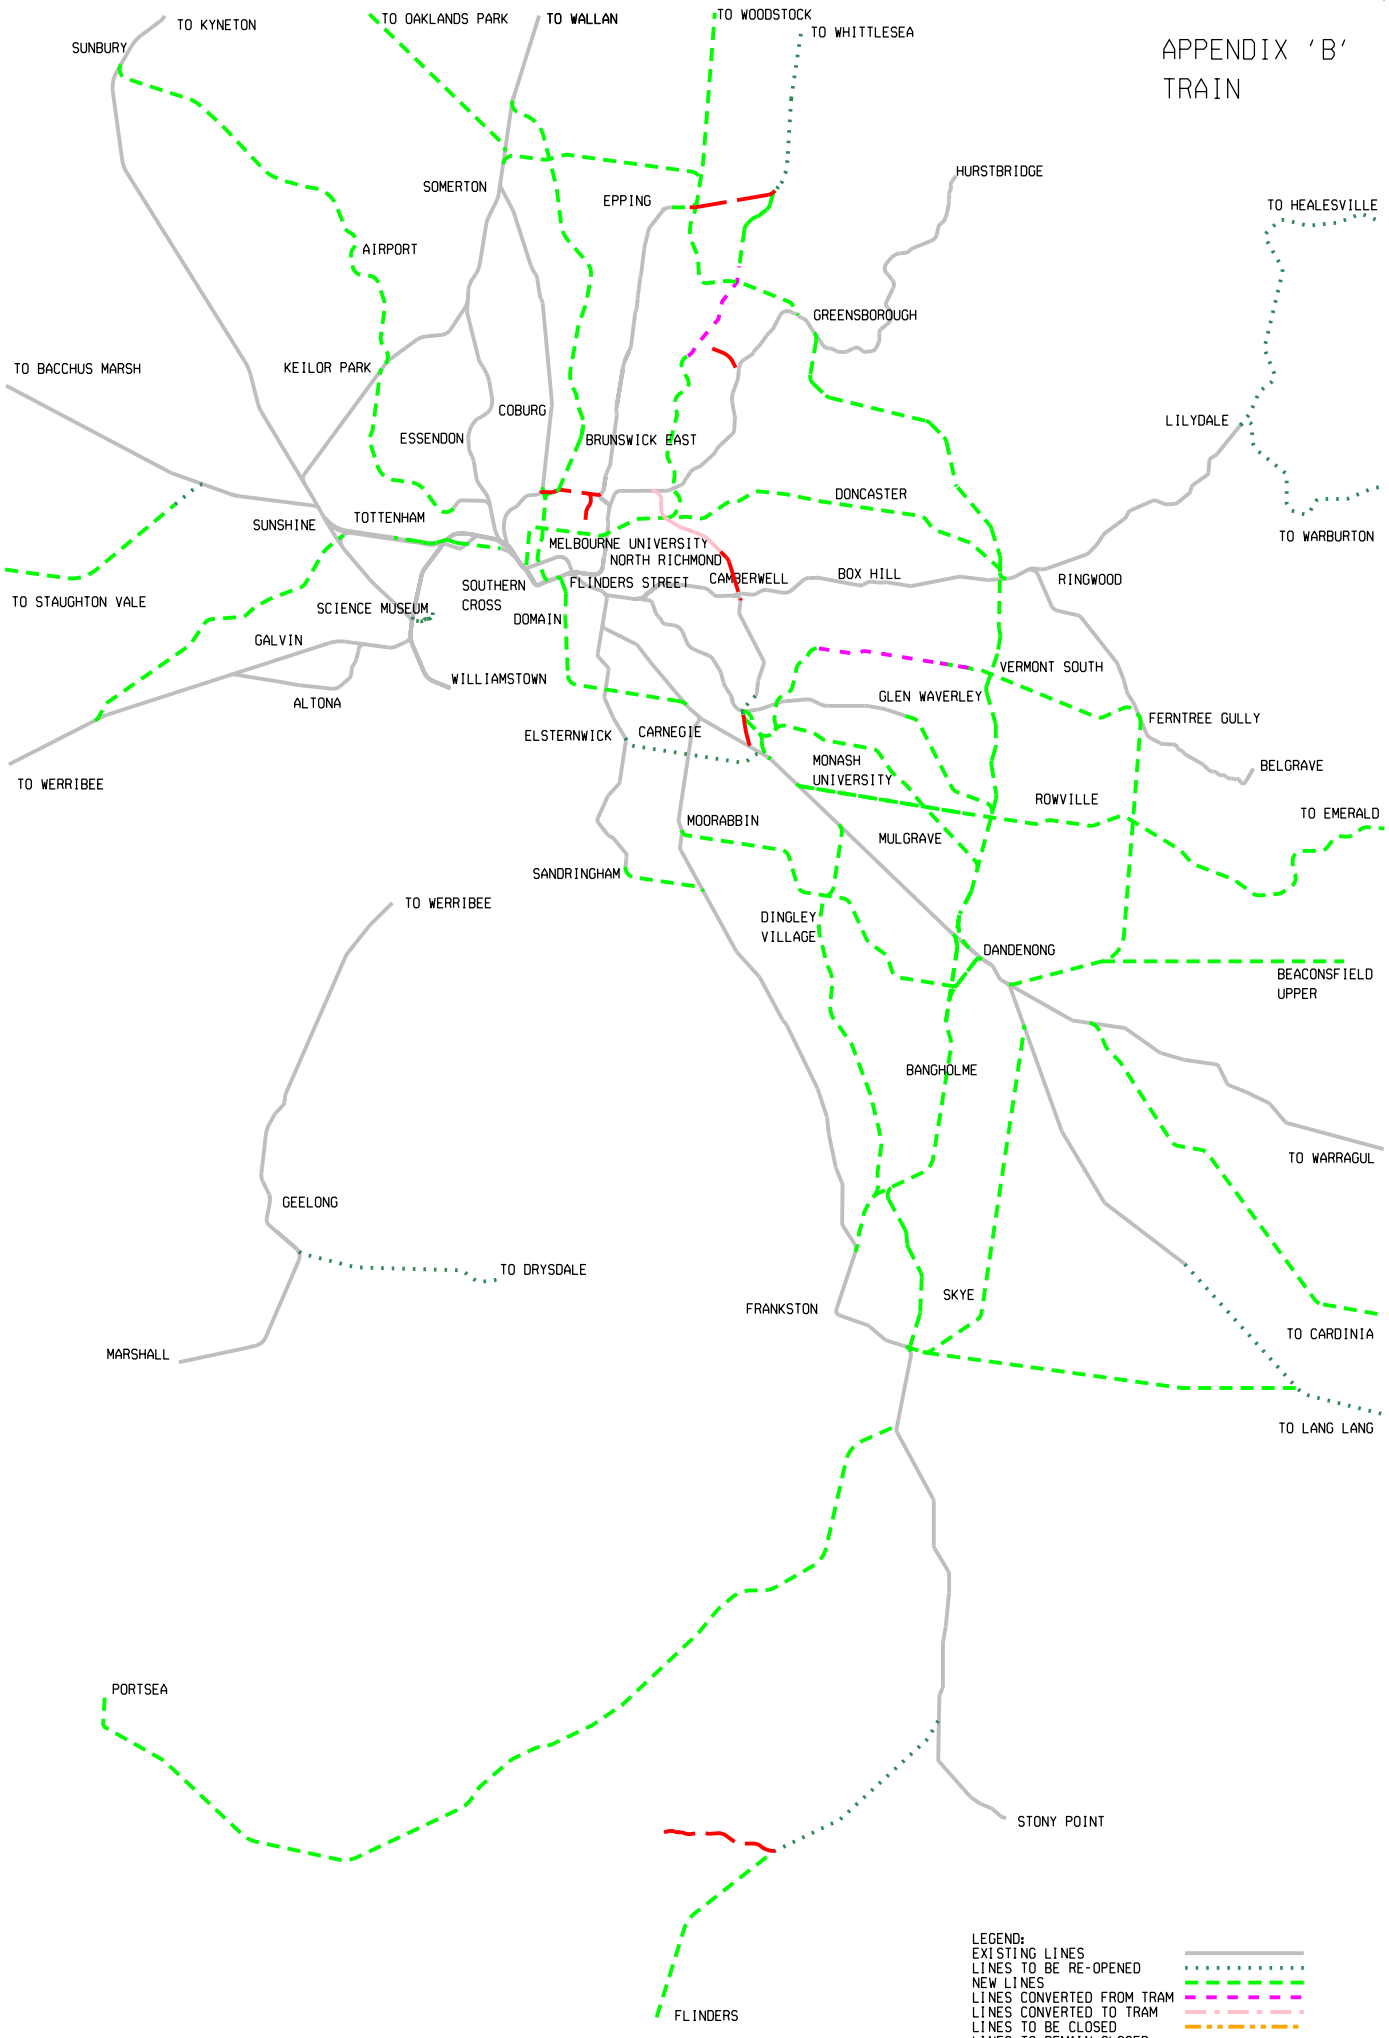 APPENDIX 'B'
TRAIN
TO KYNETON
SUNBURY
TO OAKLANDS PARK
TO WALLAN
TO WOODSTOCK
TO WHITTLESEA
SOMERTON
EPPING
HURSTBRIDGE
TO HEALESVILLE
AIRPORT
GREENSBOROUGH
TO BACCHUS MARSH
KEILOR PARK
COBURG
ESSENDON
BRUNSWICK EAST
LILYDALE
DONCASTER
SUNSHINE
TOTTENHAM
MELBOURNE UNIVERSITY
NORTH RICHMOND
TO WARBURTON
SOUTHERN
CROSS
FLINDERS STREET
CAMBERWELL
BOX HILL
RINGWOOD
TO STAUGHTON VALE
SCIENCE MUSEUM
DOMAIN
GALVIN
VERMONT SOUTH
WILLIAMSTOWN
ALTONA
GLEN WAVERLEY
FERNTREE GULLY
ELSTERNWICK
CARNEGIE
MONASH
UNIVERSITY
BELGRAVE
TO WERRIBEE
ROWVILLE
TO EMERALD
MOORABBIN
MULGRAVE
SANDRINGHAM
TO WERRIBEE
DINGLEY
VILLAGE
DANDENONG
BEACONSFIELD
UPPER
BANGHOLME
TO WARRAGUL
GEELONG
TO DRYSDALE
SKYE
FRANKSTON
TO CARDINIA
MARSHALL
TO LANG LANG
PORTSEA
STONY POINT
FLINDERS
LEGEND:
EXISTING LINES
LINES TO BE RE-OPENED
NEW LINES
LINES CONVERTED FROM TRAM
LINES CONVERTED TO TRAM
LINES TO BE CLOSED